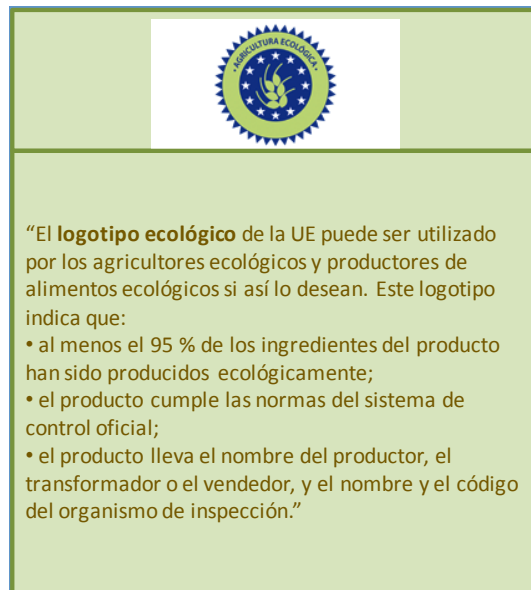 • AGRICULTURA ECOLÓGICA •
“El logotipo ecológico de la UE puede ser utilizado
por los agricultores ecológicos y productores de
alimentos ecológicos si así lo desean. Este logotipo
indica que:
• al menos el 95 % de los ingredientes del producto
han sido producidos ecológicamente;
• el producto cumple las normas del sistema de
control oficial;
• el producto lleva el nombre del productor, el
transformador o el vendedor, y el nombre y el código
del organismo de inspección.”